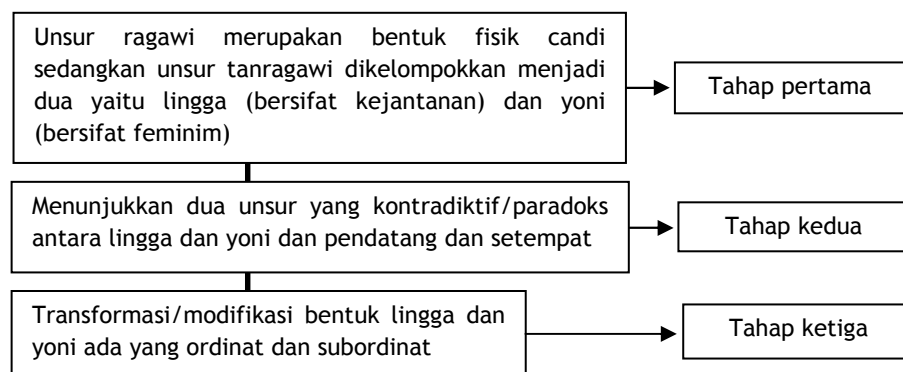 Unsur ragawi merupakan bentuk fisik candi
sedangkan unsur tanragawi dikelompokkan menjadi
dua yaitu lingga (bersifat kejantanan) dan yoni
(bersifat feminim)
Tahap pertama
Menunjukkan dua unsur yang kontradiktif/paradoks
antara lingga dan yoni dan pendatang dan setempat
Tahap kedua
Transformasi/modifikasi bentuk lingga dan
yoni ada yang ordinat dan subordinat
Tahap ketiga